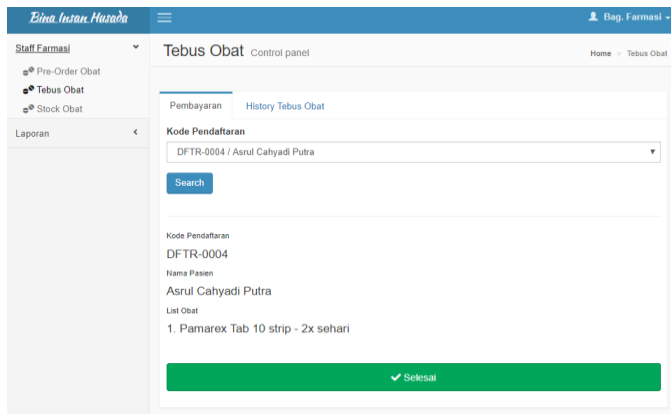 Bina Insan Husada
Bag. Farmasi
Staff Farmasi
Pre-Order Obat
Tebus Obat
Stock Obat
Laporan
Tebus Obat Control panel
Home > Tebus Obat
Pembayaran History Tebus Obat
Kode Pendaftaran
DFTR-0004 / Asrul Cahyadi Putra
Search
Kode Pendaftaran
DFTR-0004
Nama Pasien
Asrul Cahyadi Putra
List Obat
1. Pamarex Tab 10 strip - 2x sehari
Selesai